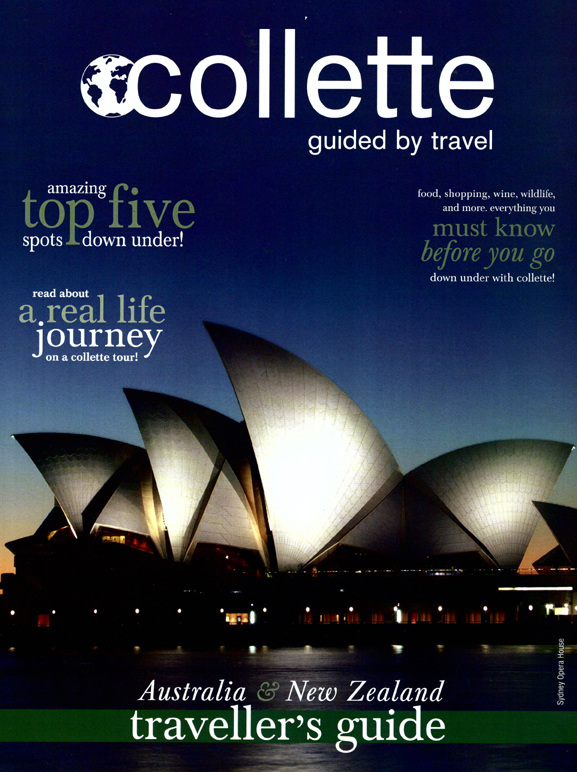 collette
guided by travel
amazing
top five
spots down under!
food, shopping, wine, wildlife,
and more. everything you
must know
before you go
down under with collette!
read about
a real life
journey
on a collette tour!
Sydney Opera House
Australia & New Zealand
traveller's guide